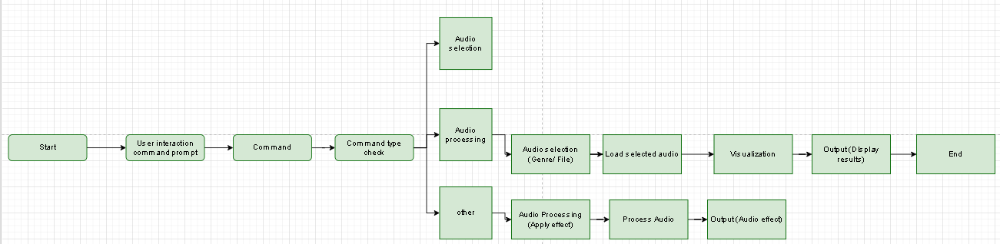 Audio
selection
Audio
processing
Start
User interaction
command prompt
Command
Command type
check
Audio selection
(Genre/ File)
Load selected audio
Visualization
Output (DIsplay
results)
End
other
Audio Processing
(Apply effect)
Process Audio
Output (Audio effect)